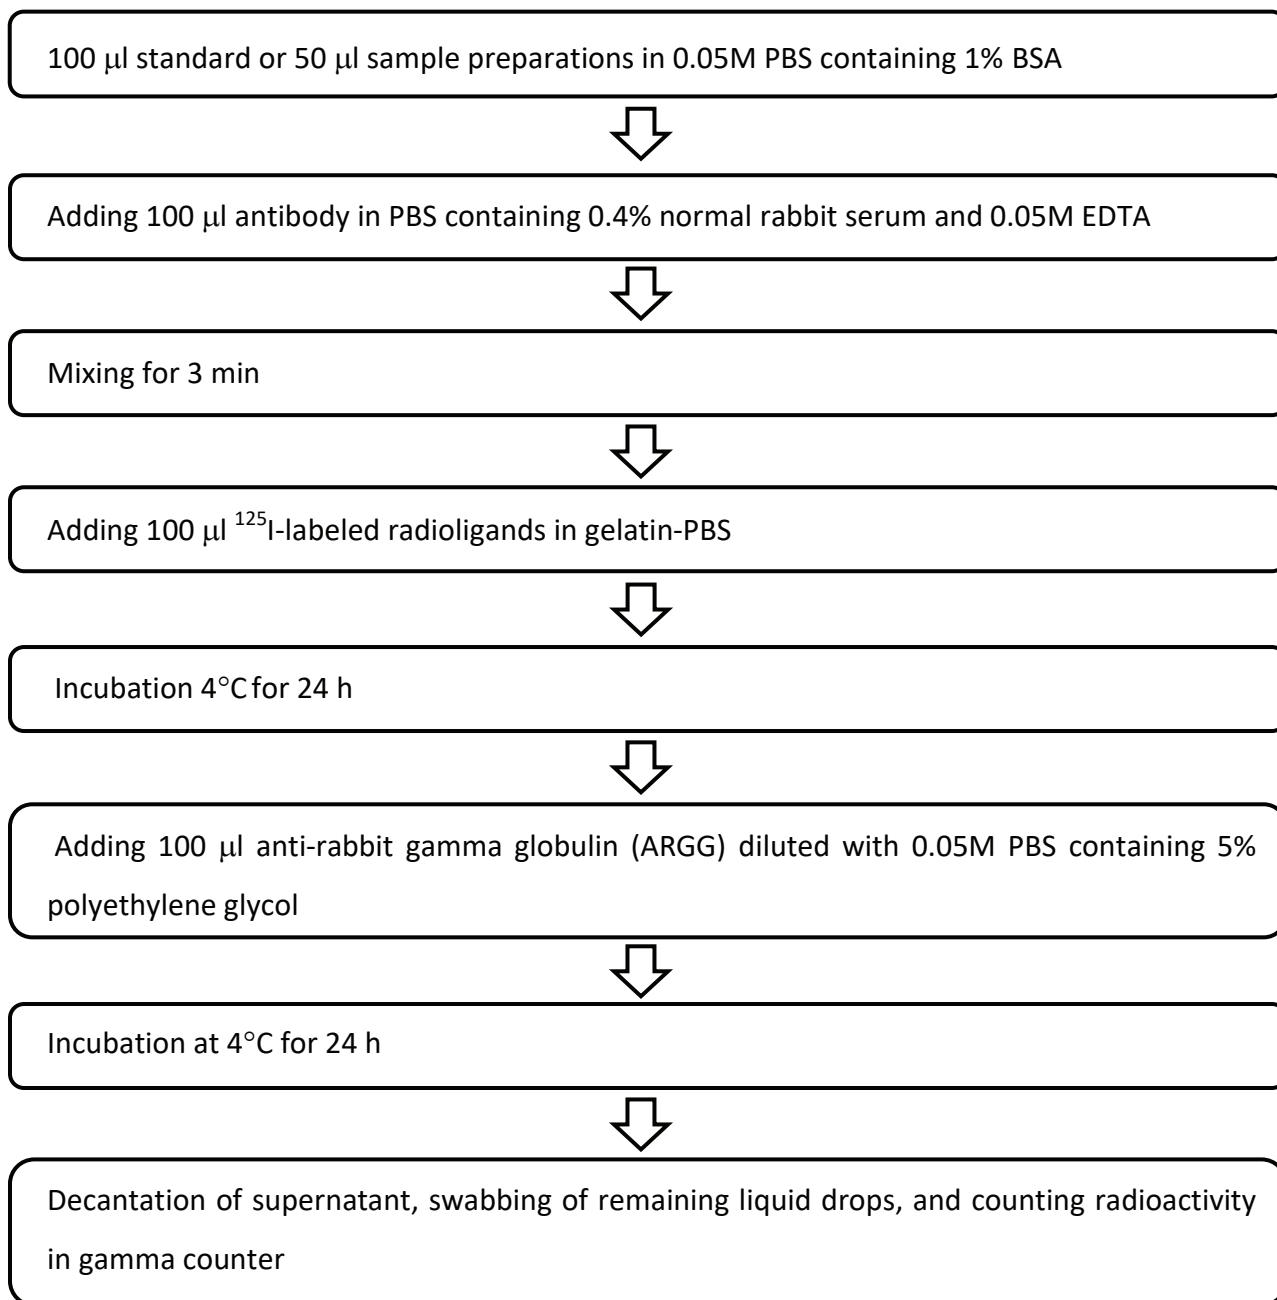 100 μl standard or 50 μl sample preparations in 0.05M PBS containing 1% BSA
Adding 100 μl antibody in PBS containing 0.4% normal rabbit serum and 0.05M EDTA
Mixing for 3 min
Adding 100 μl ¹²⁵I-labeled radioligands in gelatin-PBS
Incubation 4°C for 24 h
Adding 100 μl anti-rabbit gamma globulin (ARGG) diluted with 0.05M PBS containing 5%
polyethylene glycol
Incubation at 4°C for 24 h
Decantation of supernatant, swabbing of remaining liquid drops, and counting radioactivity
in gamma counter